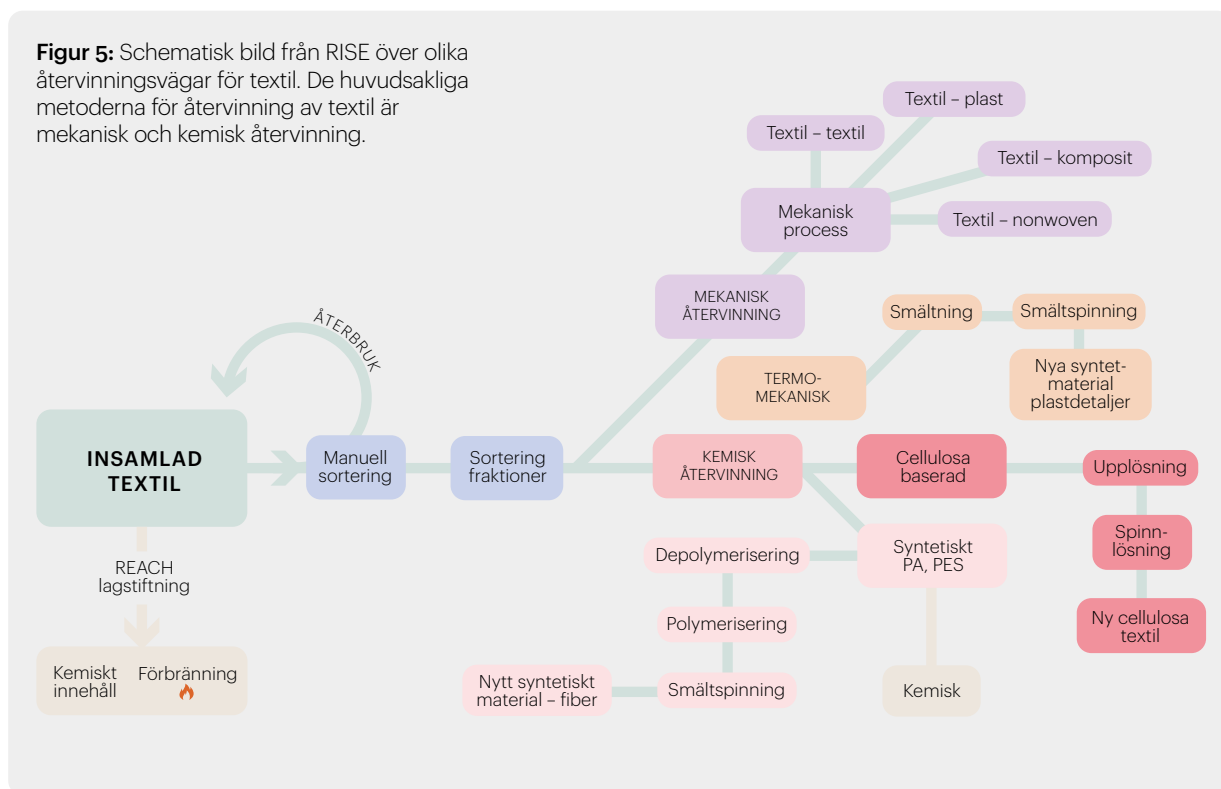 Figur 5: Schematisk bild från RISE över olika
återvinningsvägar för textil. De huvudsakliga
metoderna för återvinning av textil är
mekanisk och kemisk återvinning.
Textil – plast
Textil – textil
Textil – komposit
Mekanisk
process
Textil – nonwoven
MEKANISK
ÅTERVINNING
Smältning
Smältspinning
ÅTERBRUK
TERMO-
MEKANISK
Nya syntet-
material
plastdetaljer
INSAMLAD
TEXTIL
Manuell
sortering
Sortering
fraktioner
KEMISK
ÅTERVINNING
Cellulosa
baserad
Upplösning
REACH
lagstiftning
Depolymerisering
Syntetiskt
PA, PES
Spinn-
lösning
Polymerisering
Ny cellulosa
textil
Kemiskt
innehåll
Förbränning
Nytt syntetiskt
material – fiber
Smältspinning
Kemisk